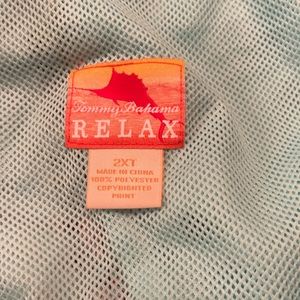 Tommy Bahama
RELAX
2XT
MADE IN CHINA
100% POLYESTER
COPYRIGHTED
PRINT